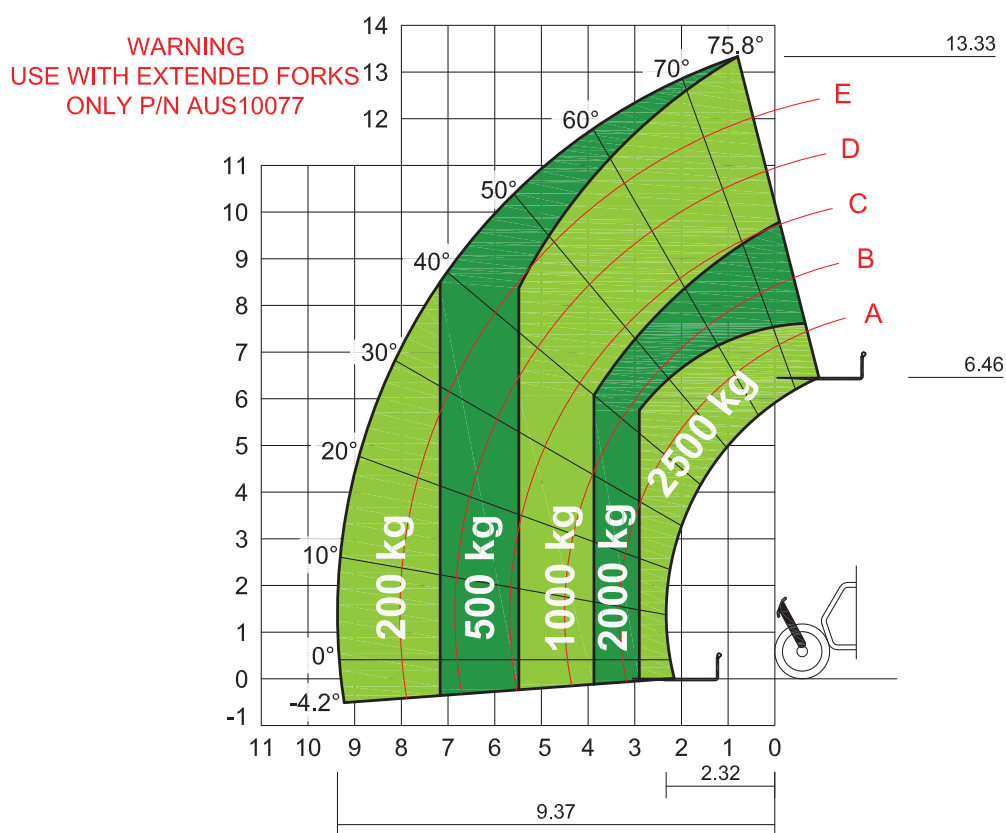 WARNING
USE WITH EXTENDED FORKS
ONLY P/N AUS10077
14
13
12
11
10
9
8
7
6
5
4
3
2
1
0
-1
11 10 9 8 7 6 5 4 3 2 1 0
75.8°
70°
60°
50°
40°
30°
20°
10°
0°
-4.2°
E
D
C
B
A
13.33
6.46
200 kg
500 kg
1000 kg
2000 kg
2500 kg
2.32
9.37